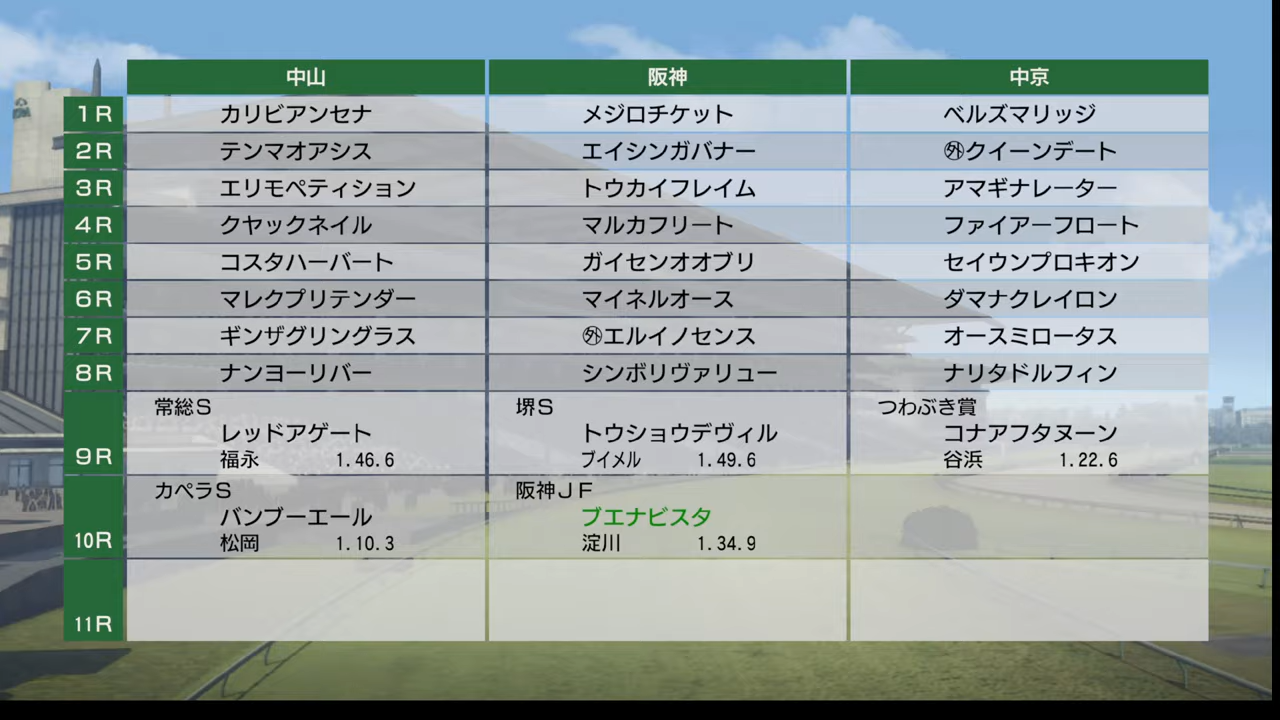 中山 阪神 中京
1R カリビアンセナ メジロチケット ベルズマリッジ
2R テンマオアシス エイシンガバナー ㊕クイーンデート
3R エリモペティション トウカイフレイム アマギナレーター
4R クヤックネイル マルカフリート ファイアーフロート
5R コスタハーバート ガイセンオオブリ セイウンプロキオン
6R マレクプリテンダー マイネルオース ダマナクレイロン
7R ギンザグリングラス 外エルイノセンス オースミロータス
8R ナンヨーリバー シンボリヴァリュー ナリタドルフィン
常総S 堺S つわぶき賞
レッドアゲート トウショウデヴィル コナアフタヌーン
9R 福永 1.46.6 ブイメル 1.49.6 谷浜 1.22.6
カペラS 阪神JF
バンブーエール ブエナビスタ
10R 松岡 1.10.3 淀川 1.34.9
11R